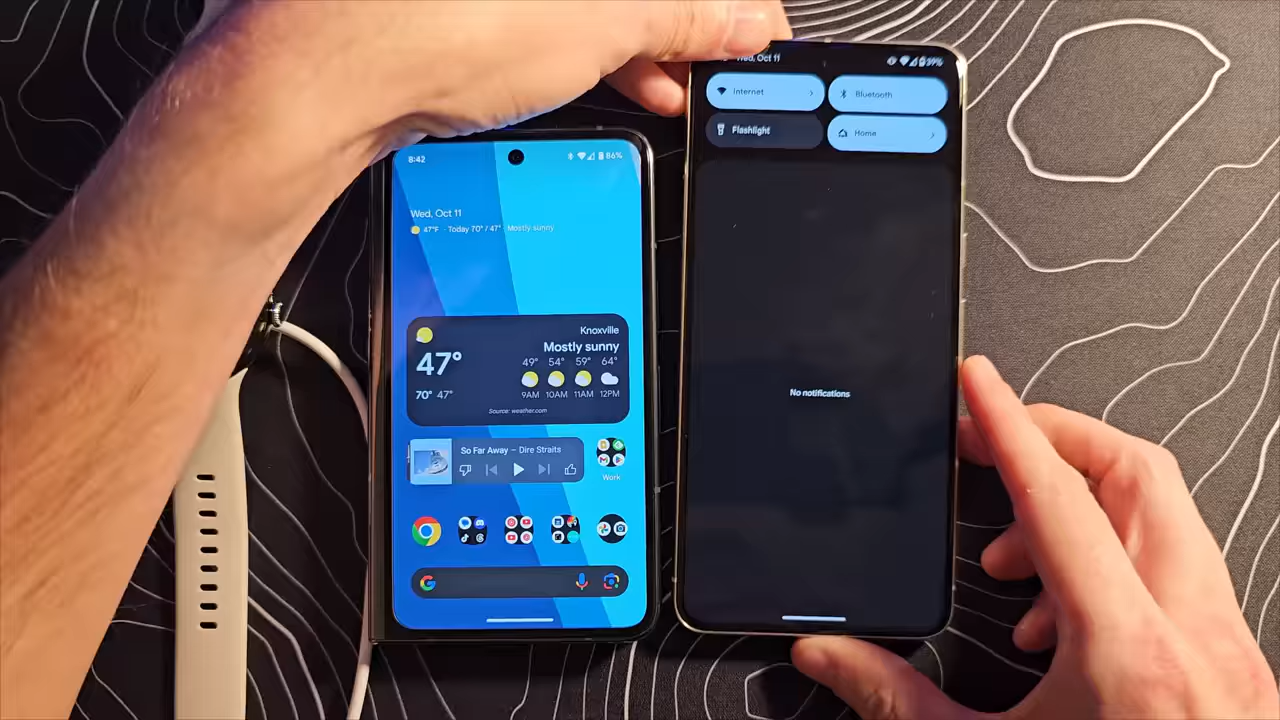 8:42
86%
Wed, Oct 11
47°F · Today 70° / 47° · Mostly sunny
Knoxville
Mostly sunny
47°
49° 54° 59° 64°
70° 47°
9AM 10AM 11AM 12PM
Source: weather.com
So Far Away – Dire Straits
Work
Wed, Oct 11
39%
Internet
Bluetooth
Flashlight
Home
No notifications